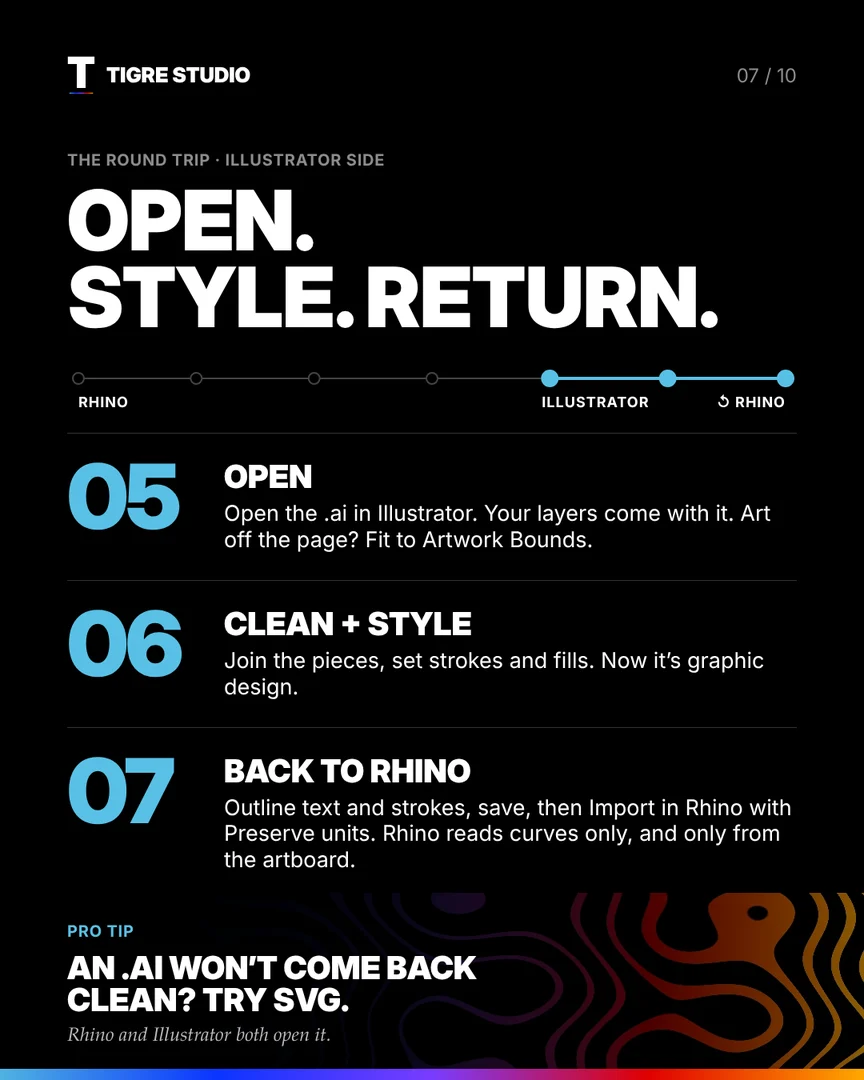 T TIGRE STUDIO
07 / 10
THE ROUND TRIP · ILLUSTRATOR SIDE
OPEN.
STYLE. RETURN.
RHINO
ILLUSTRATOR
↺ RHINO
05
OPEN
Open the .ai in Illustrator. Your layers come with it. Art
off the page? Fit to Artwork Bounds.
06
CLEAN + STYLE
Join the pieces, set strokes and fills. Now it’s graphic
design.
07
BACK TO RHINO
Outline text and strokes, save, then Import in Rhino with
Preserve units. Rhino reads curves only, and only from
the artboard.
PRO TIP
AN .AI WON’T COME BACK
CLEAN? TRY SVG.
Rhino and Illustrator both open it.